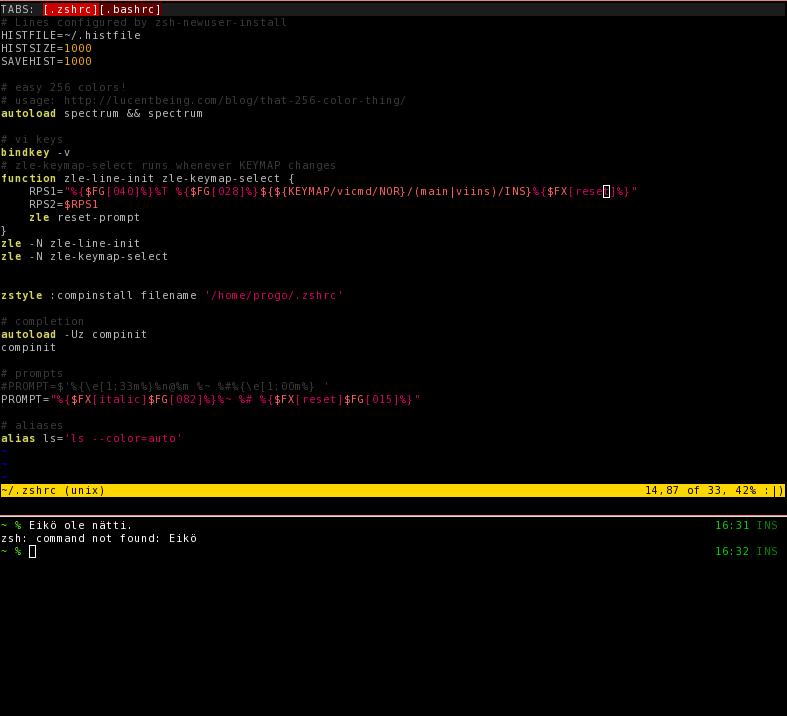 TABS: [.zshrc][.bashrc]
# Lines configured by zsh-newuser-install
HISTFILE=~/.histfile
HISTSIZE=1000
SAVEHIST=1000
# easy 256 colors!
# usage: http://lucentbeing.com/blog/that-256-color-thing/
autoload spectrum && spectrum
# vi keys
bindkey -v
# zle-keymap-select runs whenever KEYMAP changes
function zle-line-init zle-keymap-select {
    RPS1="%{$FG[040]%}%T %{$FG[028]%}${${KEYMAP/vicmd/NOR}/(main|viins)/INS}%{$FX[reset]%}"
    RPS2=$RPS1
    zle reset-prompt
}
zle -N zle-line-init
zle -N zle-keymap-select
zstyle :compinstall filename '/home/progo/.zshrc'
# completion
autoload -Uz compinit
compinit
# prompts
#PROMPT=$'%{\e[1;33m%}%n@%m %~ %#%{\e[1;00m%} '
PROMPT="%{$FX[italic]$FG[082]%}%~ %# %{$FX[reset]$FG[015]%}"
# aliases
alias ls='ls --color=auto'
~
~
~
~/.zshrc (unix) 14,87 of 33, 42% :|)
~ % Eikö ole nätti. 16:31 INS
zsh: command not found: Eikö
~ % 16:32 INS